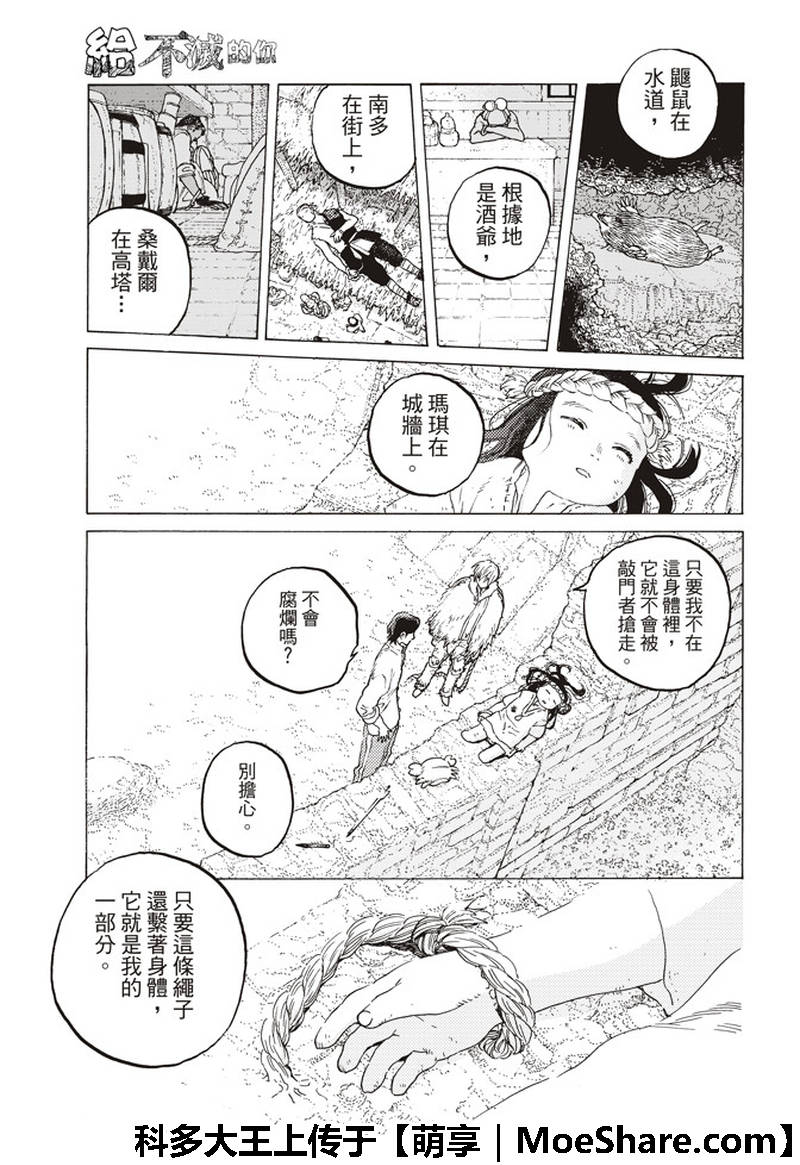 給不滅的你
鼴鼠在
水道，
根據地
是酒爺，
南多
在街上，
桑戴爾
在高塔…
瑪琪在
城牆上。
只要我不在
這身體裡，
它就不會被
敲門者搶走。
不會
腐爛嗎？
別擔心。
只要這條繩子
還繫著身體，
它就是我的
一部分。
科多大王上传于【萌享 | MoeShare.com】